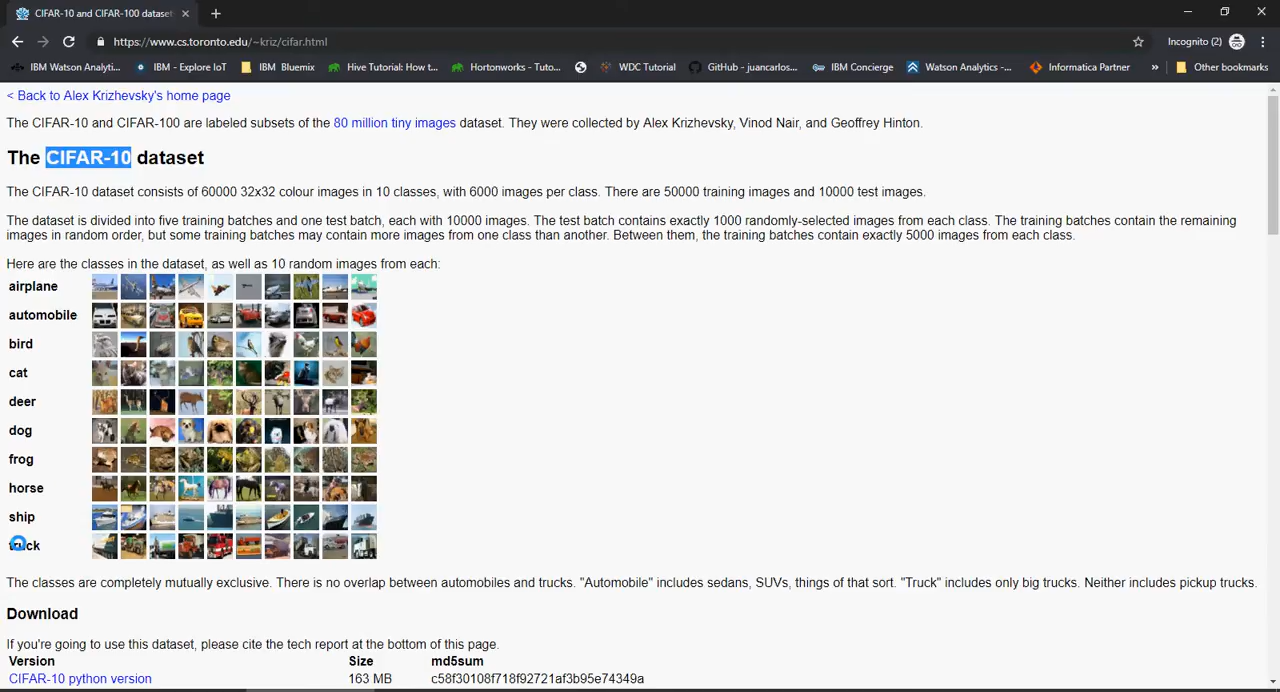 CIFAR-10 and CIFAR-100 dataset
https://www.cs.toronto.edu/~kriz/cifar.html
Incognito (2)
IBM Watson Analyti... IBM - Explore IoT IBM Bluemix Hive Tutorial: How t... Hortonworks - Tuto... WDC Tutorial GitHub - juancarlos... IBM Concierge Watson Analytics -... Informatica Partner » Other bookmarks
< Back to Alex Krizhevsky's home page
The CIFAR-10 and CIFAR-100 are labeled subsets of the 80 million tiny images dataset. They were collected by Alex Krizhevsky, Vinod Nair, and Geoffrey Hinton.
The CIFAR-10 dataset
The CIFAR-10 dataset consists of 60000 32x32 colour images in 10 classes, with 6000 images per class. There are 50000 training images and 10000 test images.
The dataset is divided into five training batches and one test batch, each with 10000 images. The test batch contains exactly 1000 randomly-selected images from each class. The training batches contain the remaining
images in random order, but some training batches may contain more images from one class than another. Between them, the training batches contain exactly 5000 images from each class.
Here are the classes in the dataset, as well as 10 random images from each:
airplane
automobile
bird
cat
deer
dog
frog
horse
ship
truck
The classes are completely mutually exclusive. There is no overlap between automobiles and trucks. "Automobile" includes sedans, SUVs, things of that sort. "Truck" includes only big trucks. Neither includes pickup trucks.
Download
If you're going to use this dataset, please cite the tech report at the bottom of this page.
Version Size md5sum
CIFAR-10 python version 163 MB c58f30108f718f92721af3b95e74349a